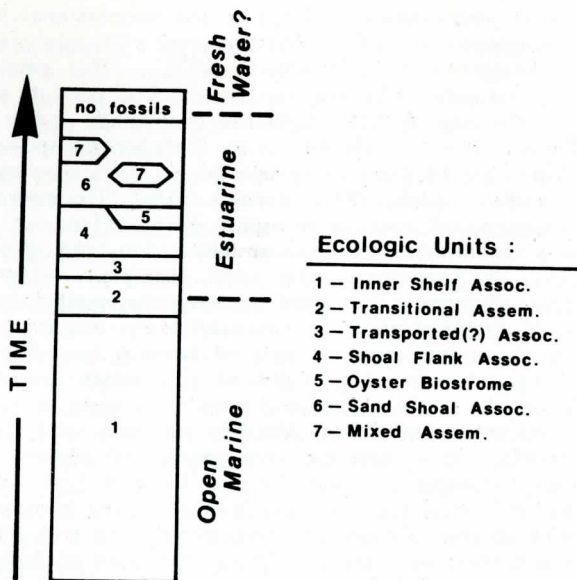 Fresh
Water?
no fossils
7
7
6
5
4
3
2
1
Estuarine
Open
Marine
TIME
Ecologic Units :
1 — Inner Shelf Assoc.
2 — Transitional Assem.
3 — Transported(?) Assoc.
4 — Shoal Flank Assoc.
5 — Oyster Biostrome
6 — Sand Shoal Assoc.
7 — Mixed Assem.